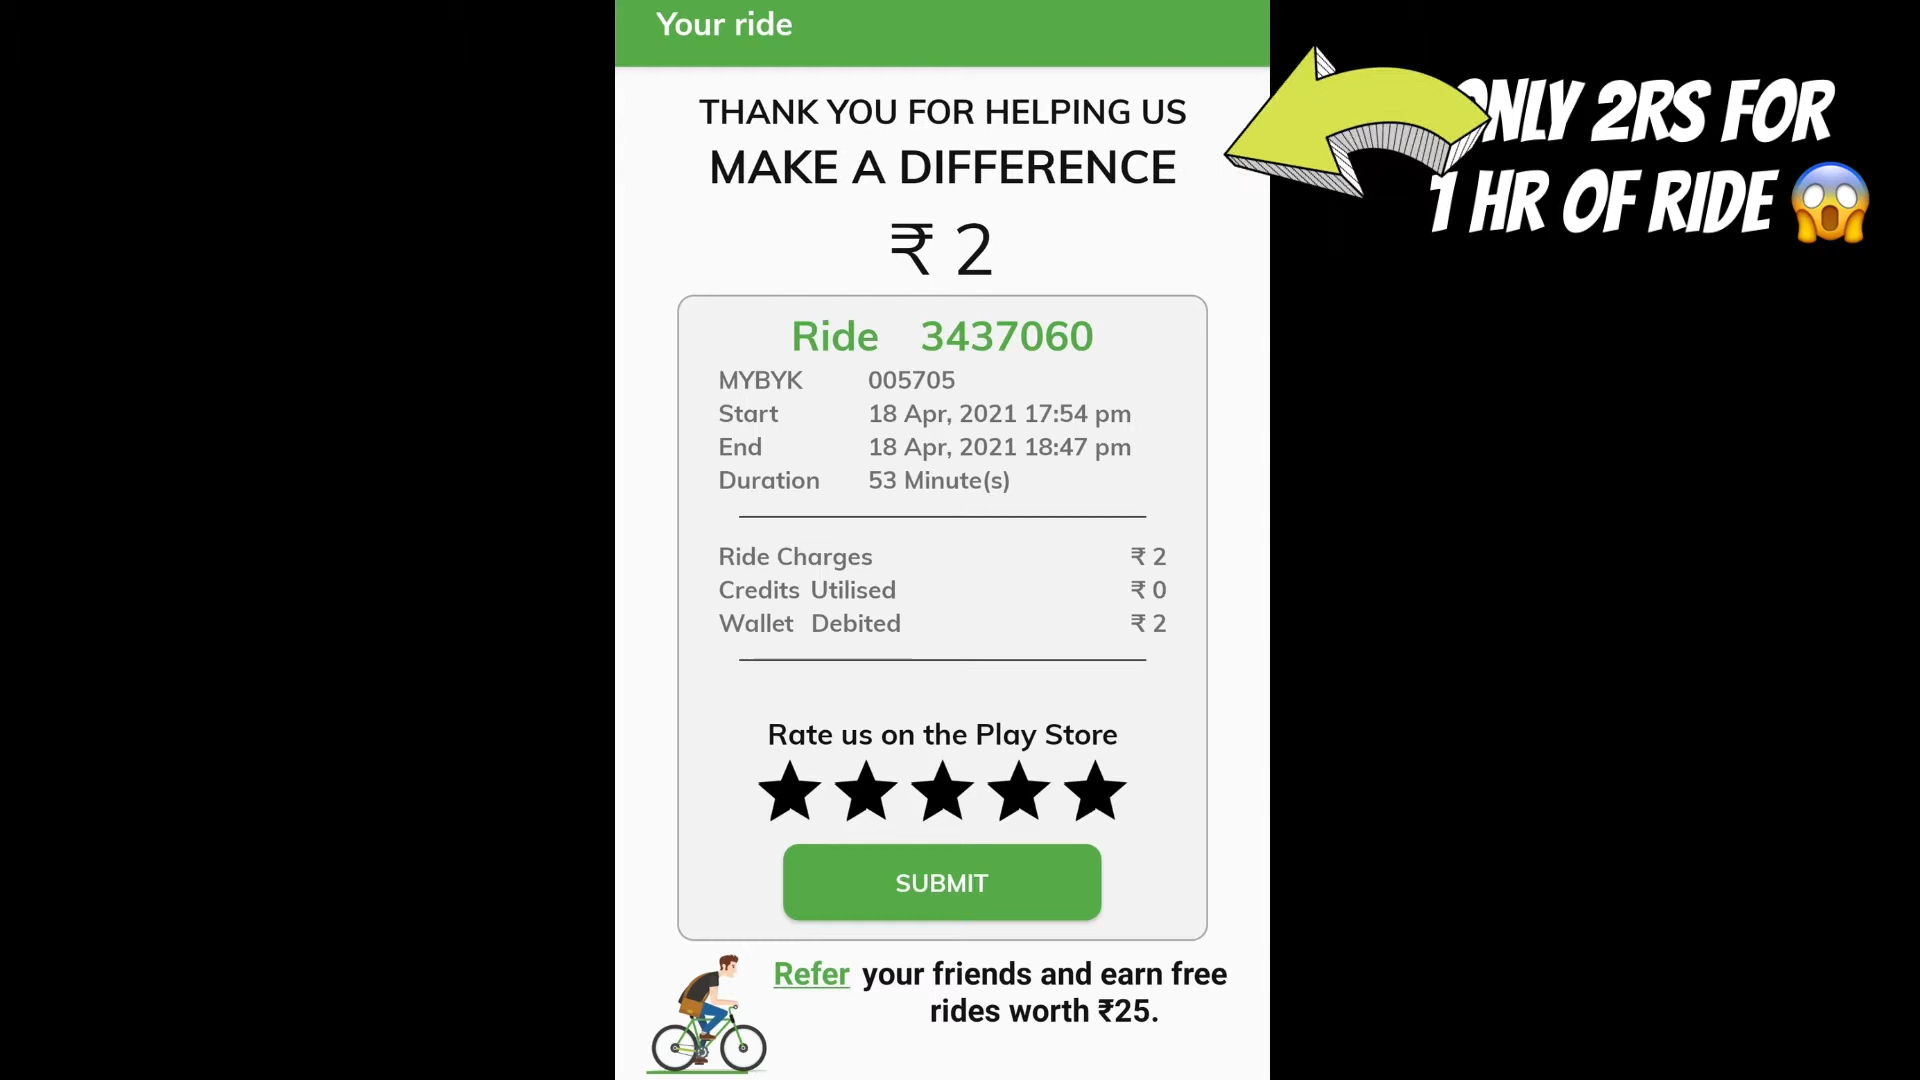 Your ride
THANK YOU FOR HELPING US
MAKE A DIFFERENCE
₹ 2
Ride 3437060
MYBYK 005705
Start 18 Apr, 2021 17:54 pm
End 18 Apr, 2021 18:47 pm
Duration 53 Minute(s)
Ride Charges ₹ 2
Credits Utilised ₹ 0
Wallet Debited ₹ 2
Rate us on the Play Store
SUBMIT
Refer your friends and earn free
rides worth ₹25.
ONLY 2RS FOR
1 HR OF RIDE 😱